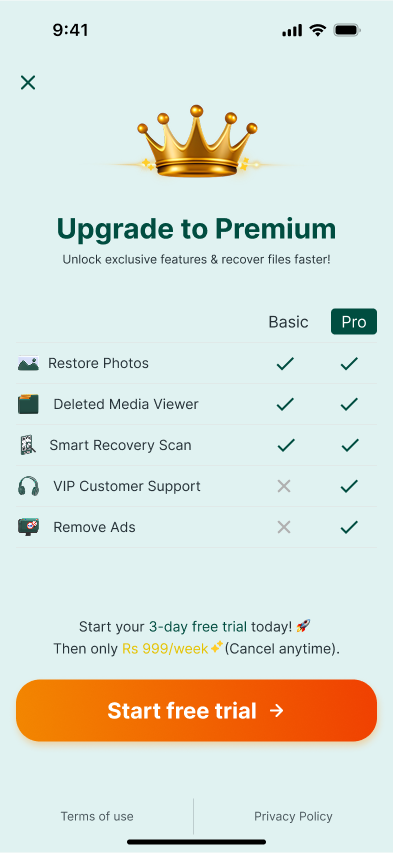 9:41
Upgrade to Premium
Unlock exclusive features & recover files faster!
Basic Pro
Restore Photos
Deleted Media Viewer
Smart Recovery Scan
VIP Customer Support
Remove Ads
Start your 3-day free trial today! 🚀
Then only Rs 999/week✨(Cancel anytime).
Start free trial →
Terms of use
Privacy Policy